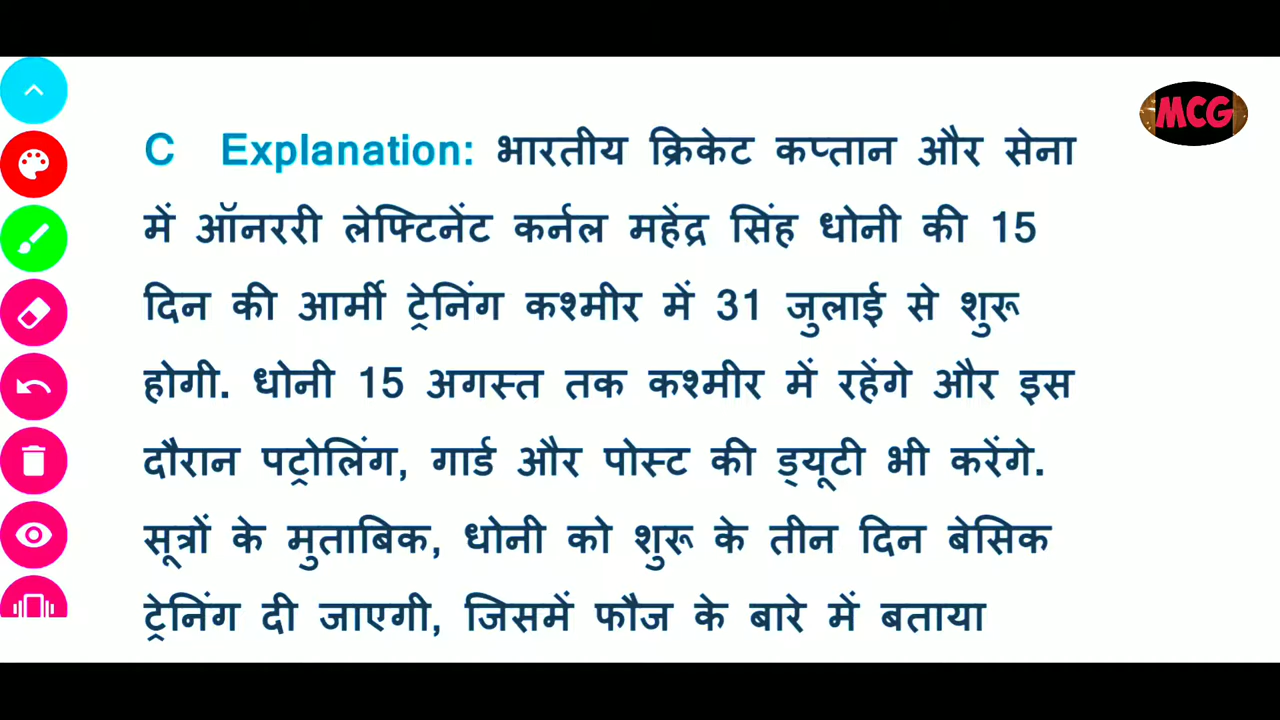 MCG
C Explanation: भारतीय क्रिकेट कप्तान और सेना
में ऑनररी लेफ्टिनेंट कर्नल महेंद्र सिंह धोनी की 15
दिन की आर्मी ट्रेनिंग कश्मीर में 31 जुलाई से शुरू
होगी. धोनी 15 अगस्त तक कश्मीर में रहेंगे और इस
दौरान पट्रोलिंग, गार्ड और पोस्ट की ड्यूटी भी करेंगे.
सूत्रों के मुताबिक, धोनी को शुरू के तीन दिन बेसिक
ट्रेनिंग दी जाएगी, जिसमें फौज के बारे में बताया